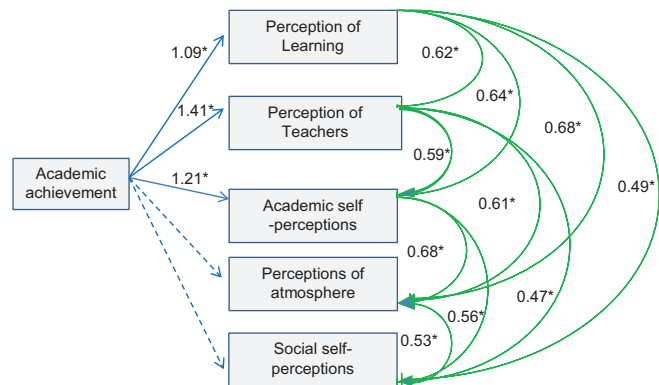 Perception of
Learning
1.09*
0.62*
0.64*
1.41*
Perception of
Teachers
0.68*
0.59*
Academic
achievement
1.21*
0.49*
Academic self
-perceptions
0.61*
0.68*
Perceptions of
atmosphere
0.47*
0.56*
0.53*
Social self-
perceptions